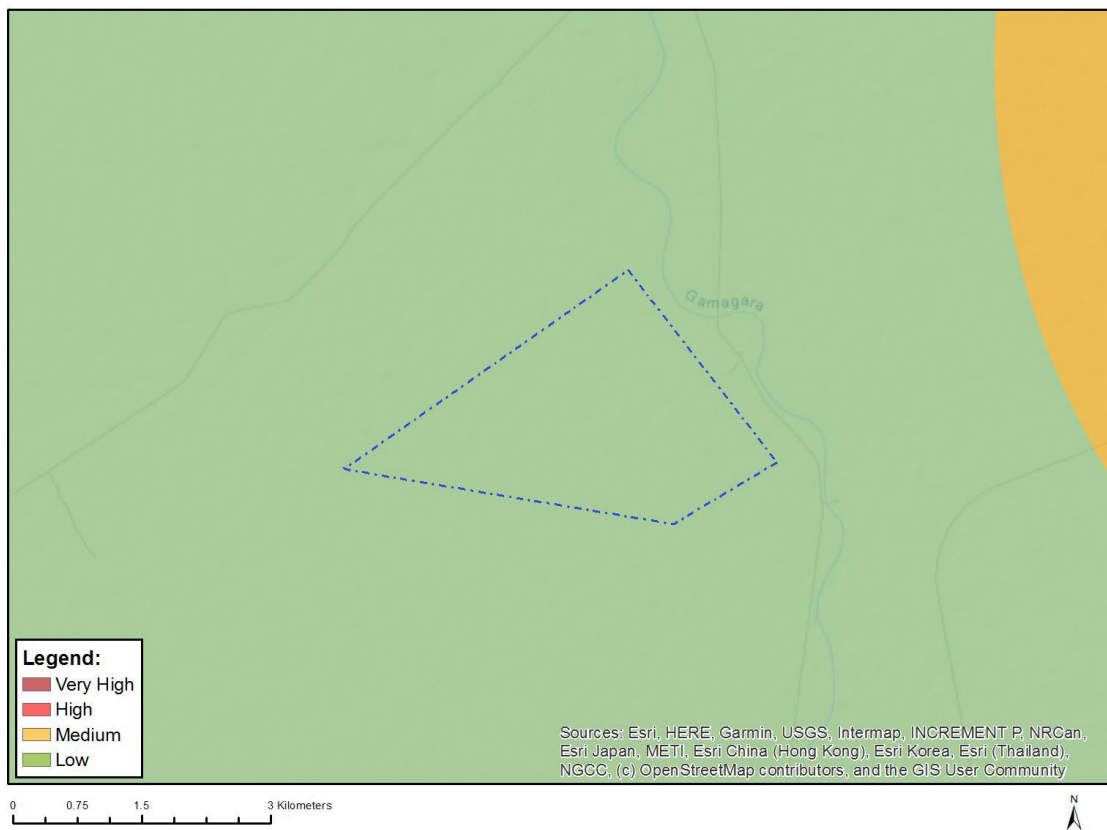 Gamagara
Legend:
Very High
High
Medium
Low
Sources: Esri, HERE, Garmin, USGS, Intermap, INCREMENT P, NRCan,
Esri Japan, METI, Esri China (Hong Kong), Esri Korea, Esri (Thailand),
NGCC, (c) OpenStreetMap contributors, and the GIS User Community
0 0.75 1.5 3 Kilometers
N